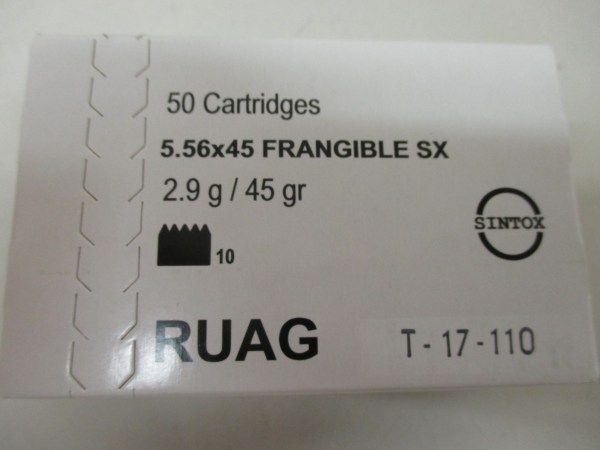 50 Cartridges
5.56x45 FRANGIBLE SX
2.9 g / 45 gr
10
SINTOX
RUAG
T-17-110